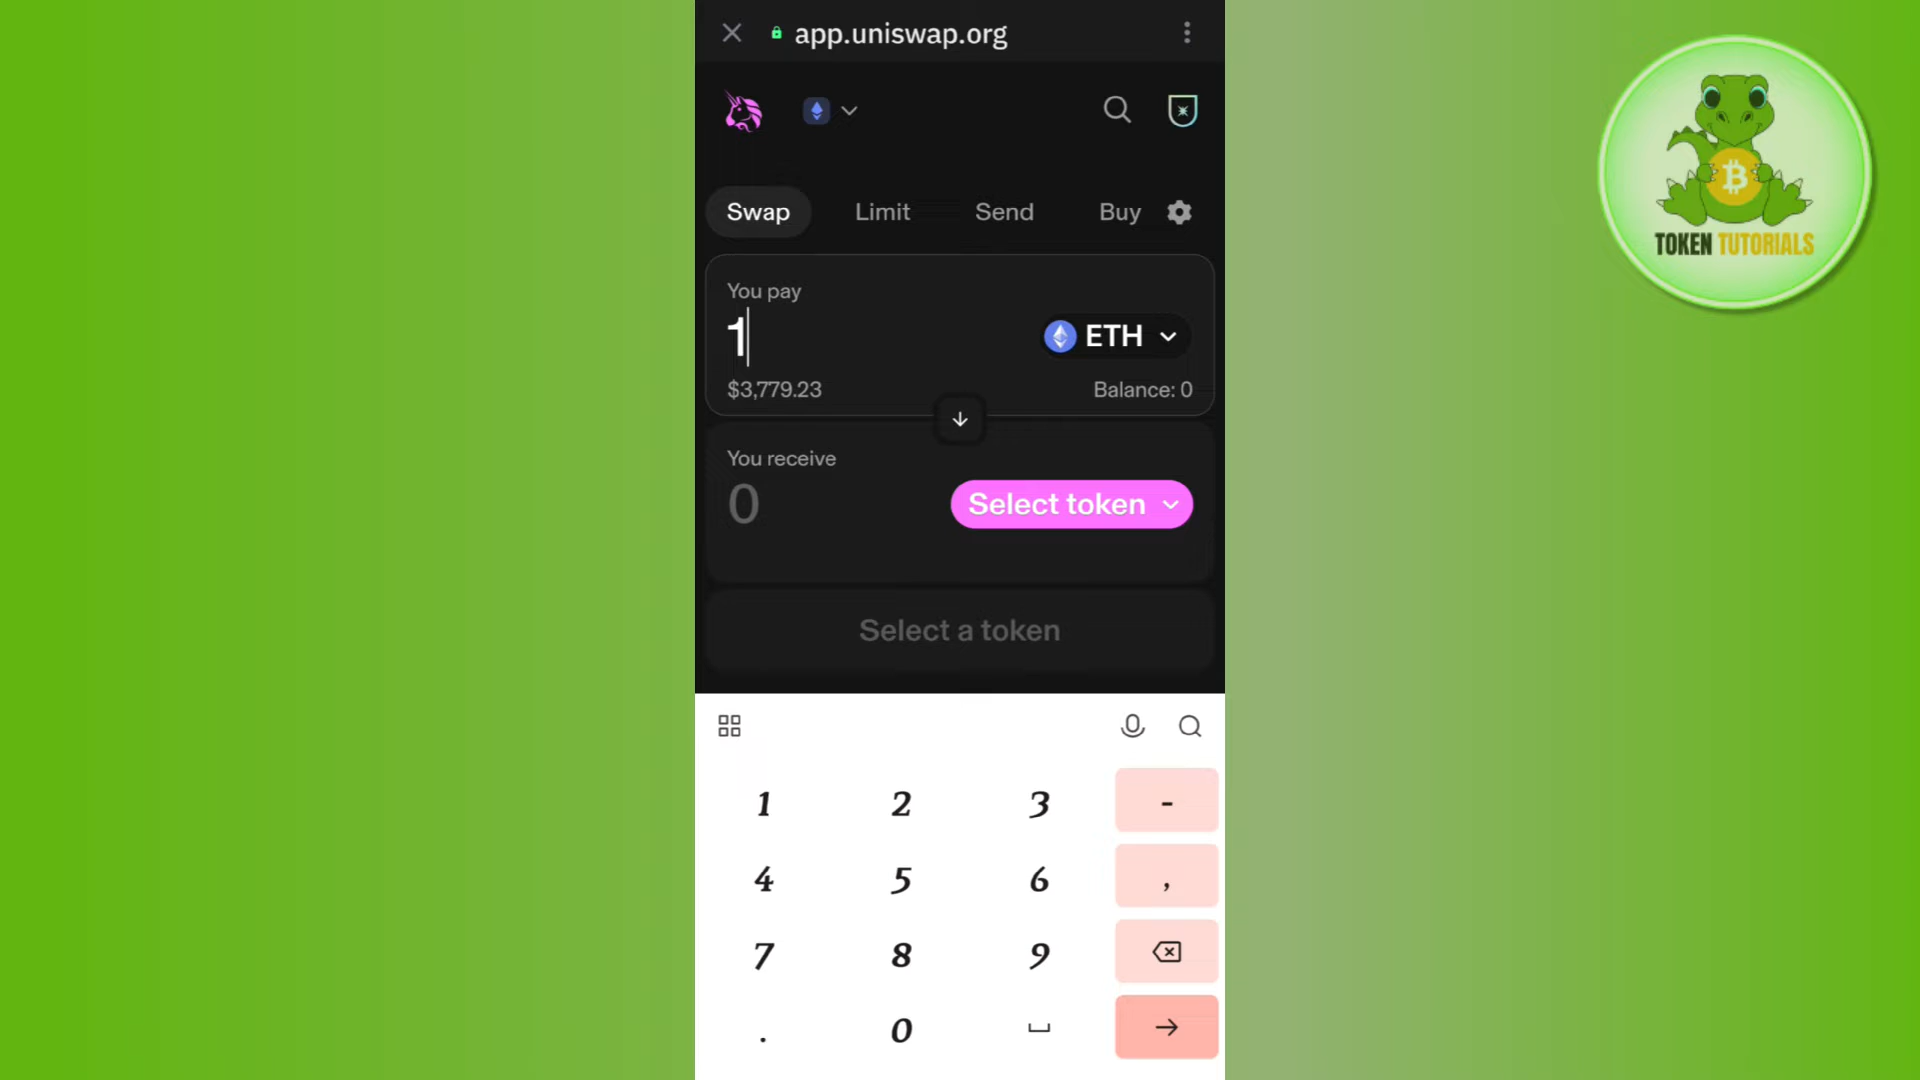 app.uniswap.org
Swap Limit Send Buy
You pay
1 ETH
$3,779.23 Balance: 0
You receive
0 Select token
Select a token
1 2 3 -
4 5 6 ,
7 8 9
. 0
TOKEN TUTORIALS